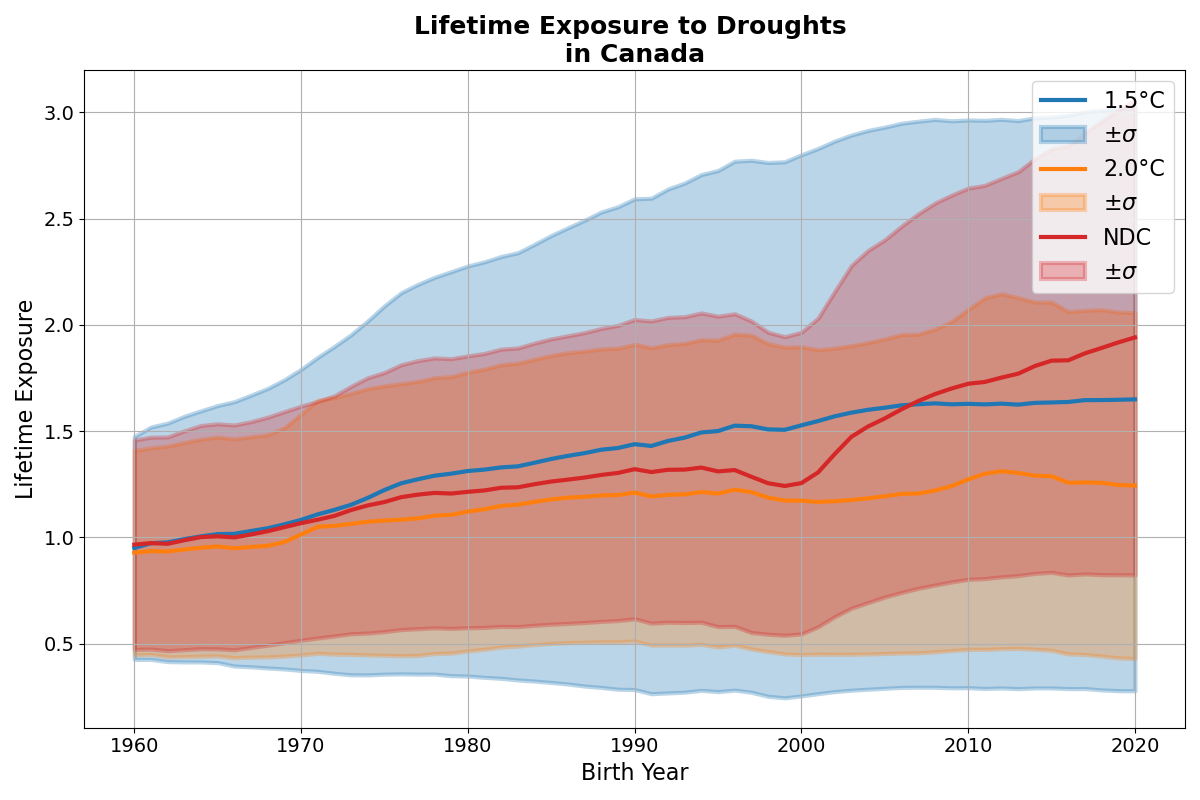 Lifetime Exposure to Droughts
in Canada
Lifetime Exposure
3.0
2.5
2.0
1.5
1.0
0.5
1960 1970 1980 1990 2000 2010 2020
Birth Year
1.5°C
±σ
2.0°C
±σ
NDC
±σ